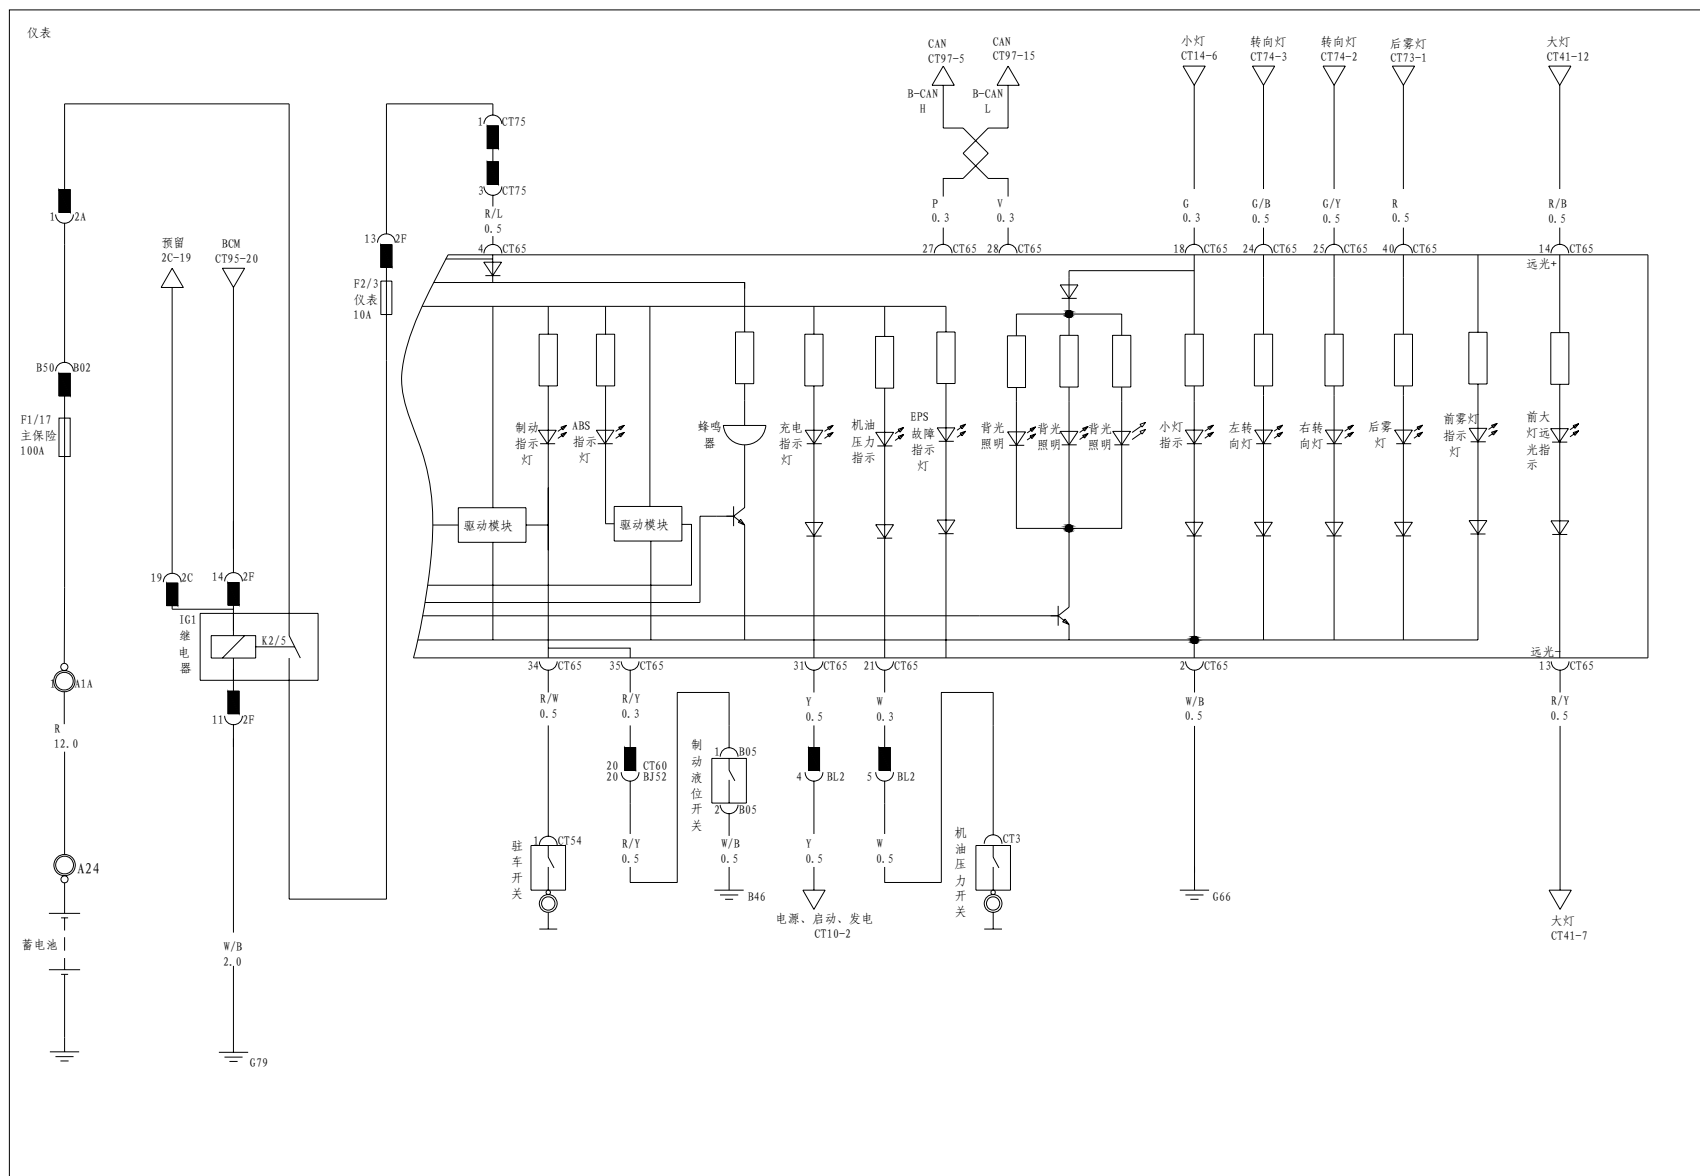 仪表
CAN
CT97-5
CAN
CT97-15
小灯
CT14-6
转向灯
CT74-3
转向灯
CT74-2
后雾灯
CT73-1
大灯
CT41-12
B-CAN
H
B-CAN
L
1 CT75
3 CT75
R/L
0.5
4 CT65
P
0.3
27 CT65
V
0.3
28 CT65
G
0.3
18 CT65
G/B
0.5
24 CT65
G/Y
0.5
25 CT65
R
0.5
40 CT65
R/B
0.5
14 CT65
远光+
1 2A
预留
2C-19
BCM
CT95-20
13 2F
F2/3
仪表
10A
B50 B02
F1/17
主保险
100A
制动
指示
灯
ABS
指示
灯
蜂鸣
器
充电
指示
灯
机油
压力
指示
EPS
故障
指示
灯
背光
照明
背光
照明
背光
照明
小灯
指示
左转
向灯
右转
向灯
后雾
灯
前雾灯
指示
灯
前大
灯远
光指
示
驱动模块
驱动模块
19 2C
14 2F
IG1
继
电
器
K2/5
11 2F
1 A1A
R
12.0
A24
蓄电池
W/B
2.0
G79
34 CT65
35 CT65
31 CT65
21 CT65
2 CT65
远光-
13 CT65
R/W
0.5
R/Y
0.3
Y
0.5
W
0.3
W/B
0.5
R/Y
0.5
20 CT60
20 BJ52
制
动
液
位
开
关
1 B05
2 B05
4 BL2
5 BL2
驻
车
开
关
1 CT54
R/Y
0.5
W/B
0.5
B46
Y
0.5
电源、启动、发电
CT10-2
W
0.5
机
油
压
力
开
关
CT3
G66
大灯
CT41-7